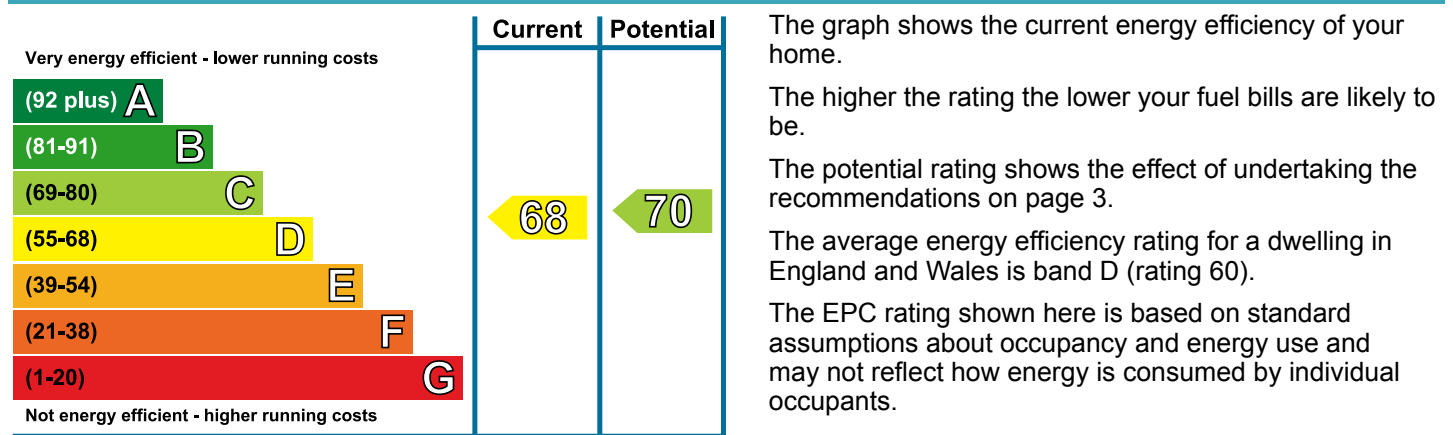 Current Potential
Very energy efficient - lower running costs
(92 plus) A
(81-91) B
(69-80) C
(55-68) D
(39-54) E
(21-38) F
(1-20) G
Not energy efficient - higher running costs
68
70
The graph shows the current energy efficiency of your
home.
The higher the rating the lower your fuel bills are likely to
be.
The potential rating shows the effect of undertaking the
recommendations on page 3.
The average energy efficiency rating for a dwelling in
England and Wales is band D (rating 60).
The EPC rating shown here is based on standard
assumptions about occupancy and energy use and
may not reflect how energy is consumed by individual
occupants.